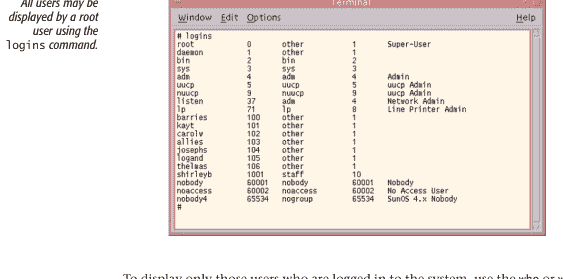 All users may be
displayed by a root
user using the
logins command.
Terminal
Window Edit Options Help
# logins
root 0 other 1 Super-User
daemon 1 other 1
bin 2 bin 2
sys 3 sys 3
adm 4 adm 4 Admin
uucp 5 uucp 5 uucp Admin
nuucp 9 nuucp 9 uucp Admin
listen 37 adm 4 Network Admin
lp 71 lp 8 Line Printer Admin
barries 100 other 1
kayt 101 other 1
carolw 102 other 1
allies 103 other 1
josephs 104 other 1
logand 105 other 1
thelmas 106 other 1
shirleyb 1001 staff 10
nobody 60001 nobody 60001 Nobody
noaccess 60002 noaccess 60002 No Access User
nobody4 65534 nogroup 65534 SunOS 4.x Nobody
#
To display only those users who are logged in to the system, use the who or